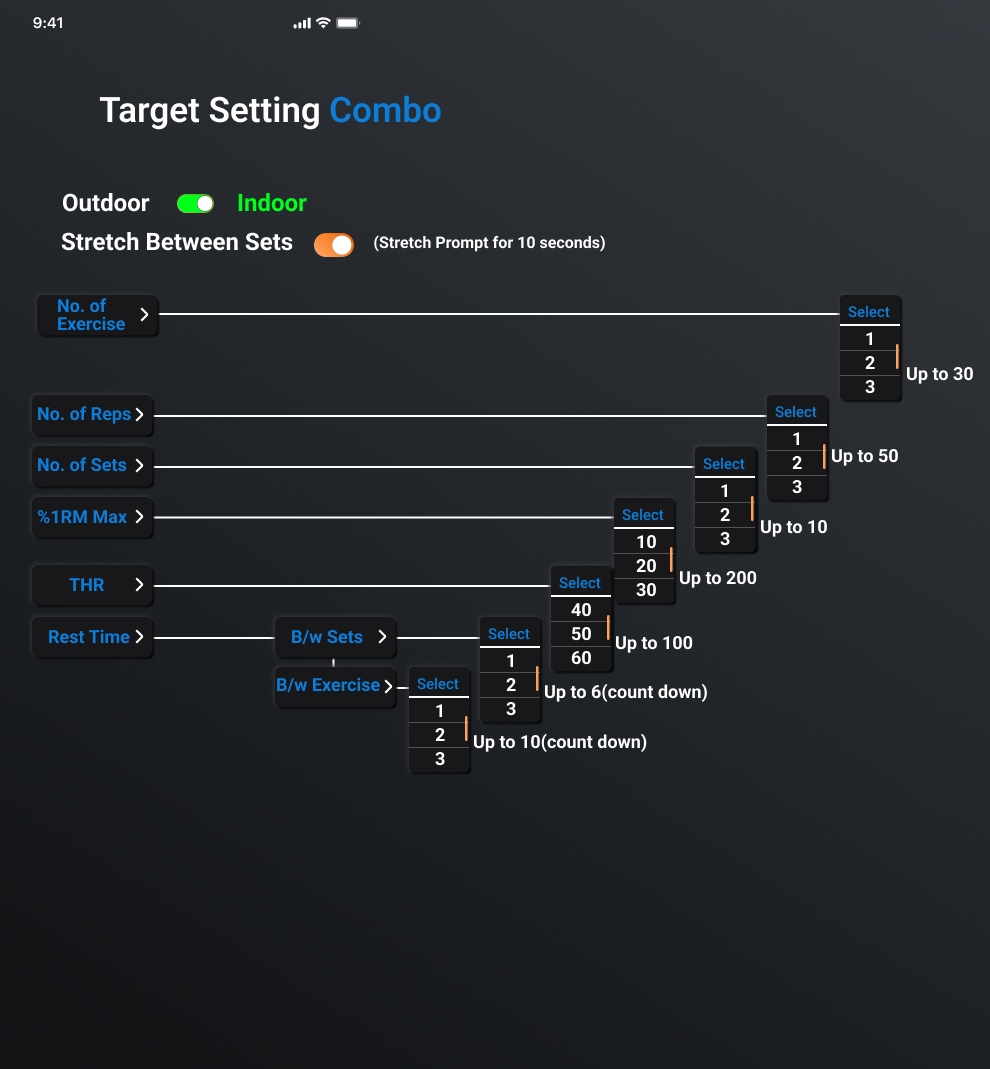 9:41
Target Setting Combo
Outdoor Indoor
Stretch Between Sets (Stretch Prompt for 10 seconds)
No. of
Exercise
Select
1
2
3
Up to 30
No. of Reps
Select
1
2
3
Up to 50
No. of Sets
Select
1
2
3
Up to 10
%1RM Max
Select
10
20
30
Up to 200
THR
Select
40
50
60
Up to 100
Rest Time
B/w Sets
Select
1
2
3
Up to 6(count down)
B/w Exercise
Select
1
2
3
Up to 10(count down)